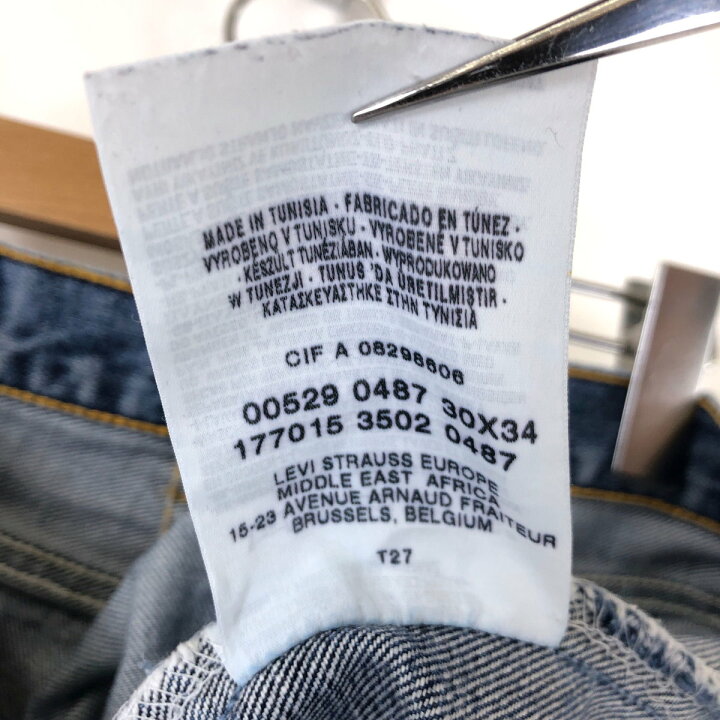 MADE IN TUNISIA · FABRICADO EN TÚNEZ ·
VYROBENO V TUNISKU · VYROBENÉ V TUNISKO
· KÉSZÜLT TUNÉZIÁBAN · WYPRODUKOWANO
W TUNEZJI · TUNUS 'DA ÜRETILMISTIR ·
ΚΑΤΑΣΚΕΥΑΣΤΗΚΕ ΣΤΗΝ ΤΥΝΙΣΙΑ
CIF A 08298606
00529 0487 30X34
177015 3502 0487
LEVI STRAUSS EUROPE
MIDDLE EAST AFRICA
15-23 AVENUE ARNAUD FRAITEUR
BRUSSELS, BELGIUM
T27